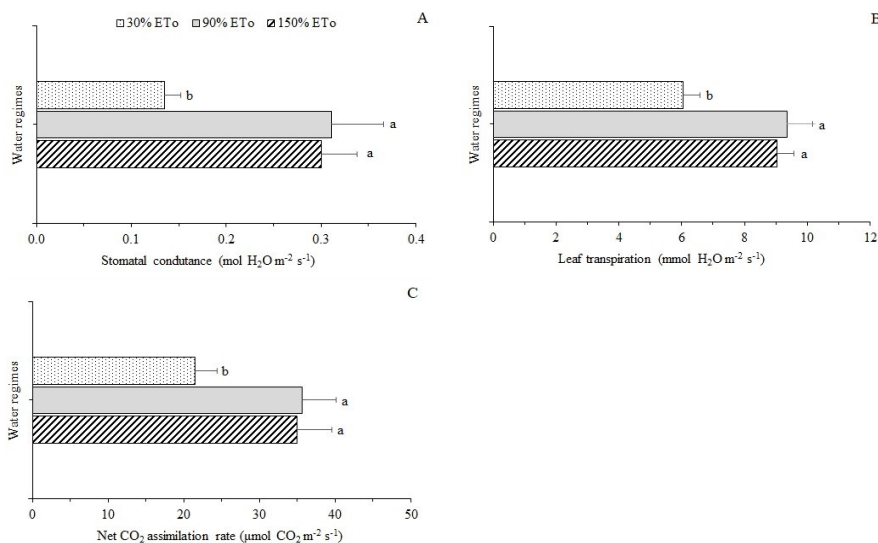 A
30% ETo 90% ETo 150% ETo
Water regimes
b
a
a
0.0 0.1 0.2 0.3 0.4
Stomatal condutance (mol H₂O m⁻² s⁻¹)
B
Water regimes
b
a
a
0 2 4 6 8 10 12
Leaf transpiration (mmol H₂O m⁻² s⁻¹)
C
Water regimes
b
a
a
0 10 20 30 40 50
Net CO₂ assimilation rate (µmol CO₂ m⁻² s⁻¹)